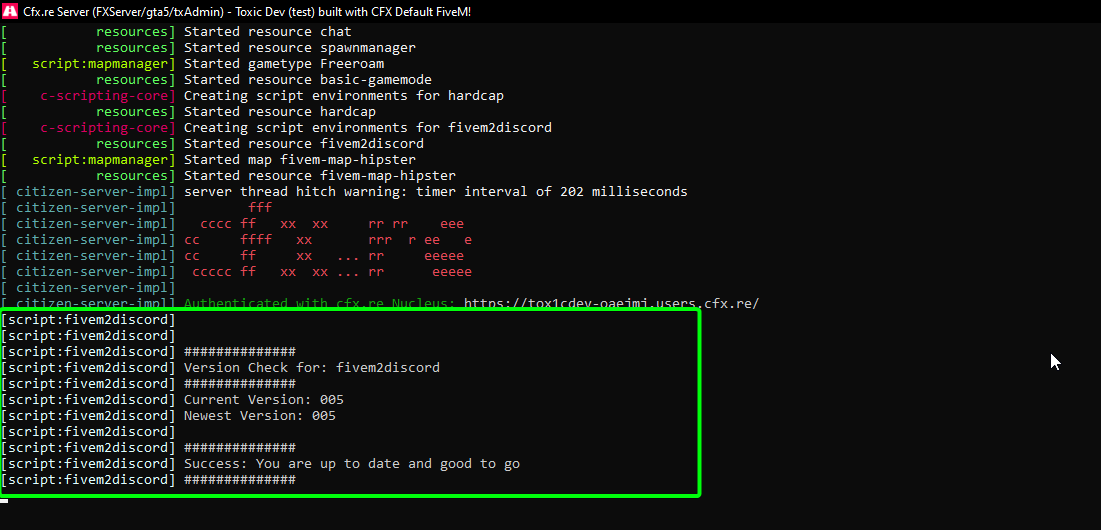 Cfx.re Server (FXServer/gta5/txAdmin) - Toxic Dev (test) built with CFX Default FiveM!
[           resources] Started resource chat
[           resources] Started resource spawnmanager
[   script:mapmanager] Started gametype Freeroam
[           resources] Started resource basic-gamemode
[    c-scripting-core] Creating script environments for hardcap
[           resources] Started resource hardcap
[    c-scripting-core] Creating script environments for fivem2discord
[           resources] Started resource fivem2discord
[   script:mapmanager] Started map fivem-map-hipster
[           resources] Started resource fivem-map-hipster
[ citizen-server-impl] server thread hitch warning: timer interval of 202 milliseconds
[ citizen-server-impl]         fff
[ citizen-server-impl]   cccc ff   xx  xx     rr rr    eee
[ citizen-server-impl] cc     ffff   xx       rrr  r ee   e
[ citizen-server-impl] cc     ff     xx   ... rr     eeeee
[ citizen-server-impl]  ccccc ff   xx  xx ... rr      eeeee
[ citizen-server-impl]
[ citizen-server-impl] Authenticated with cfx.re Nucleus: https://tox1cdev-oaejmj.users.cfx.re/
[script:fivem2discord]
[script:fivem2discord]
[script:fivem2discord] ##############
[script:fivem2discord] Version Check for: fivem2discord
[script:fivem2discord] ##############
[script:fivem2discord] Current Version: 005
[script:fivem2discord] Newest Version: 005
[script:fivem2discord]
[script:fivem2discord] ##############
[script:fivem2discord] Success: You are up to date and good to go
[script:fivem2discord] ##############